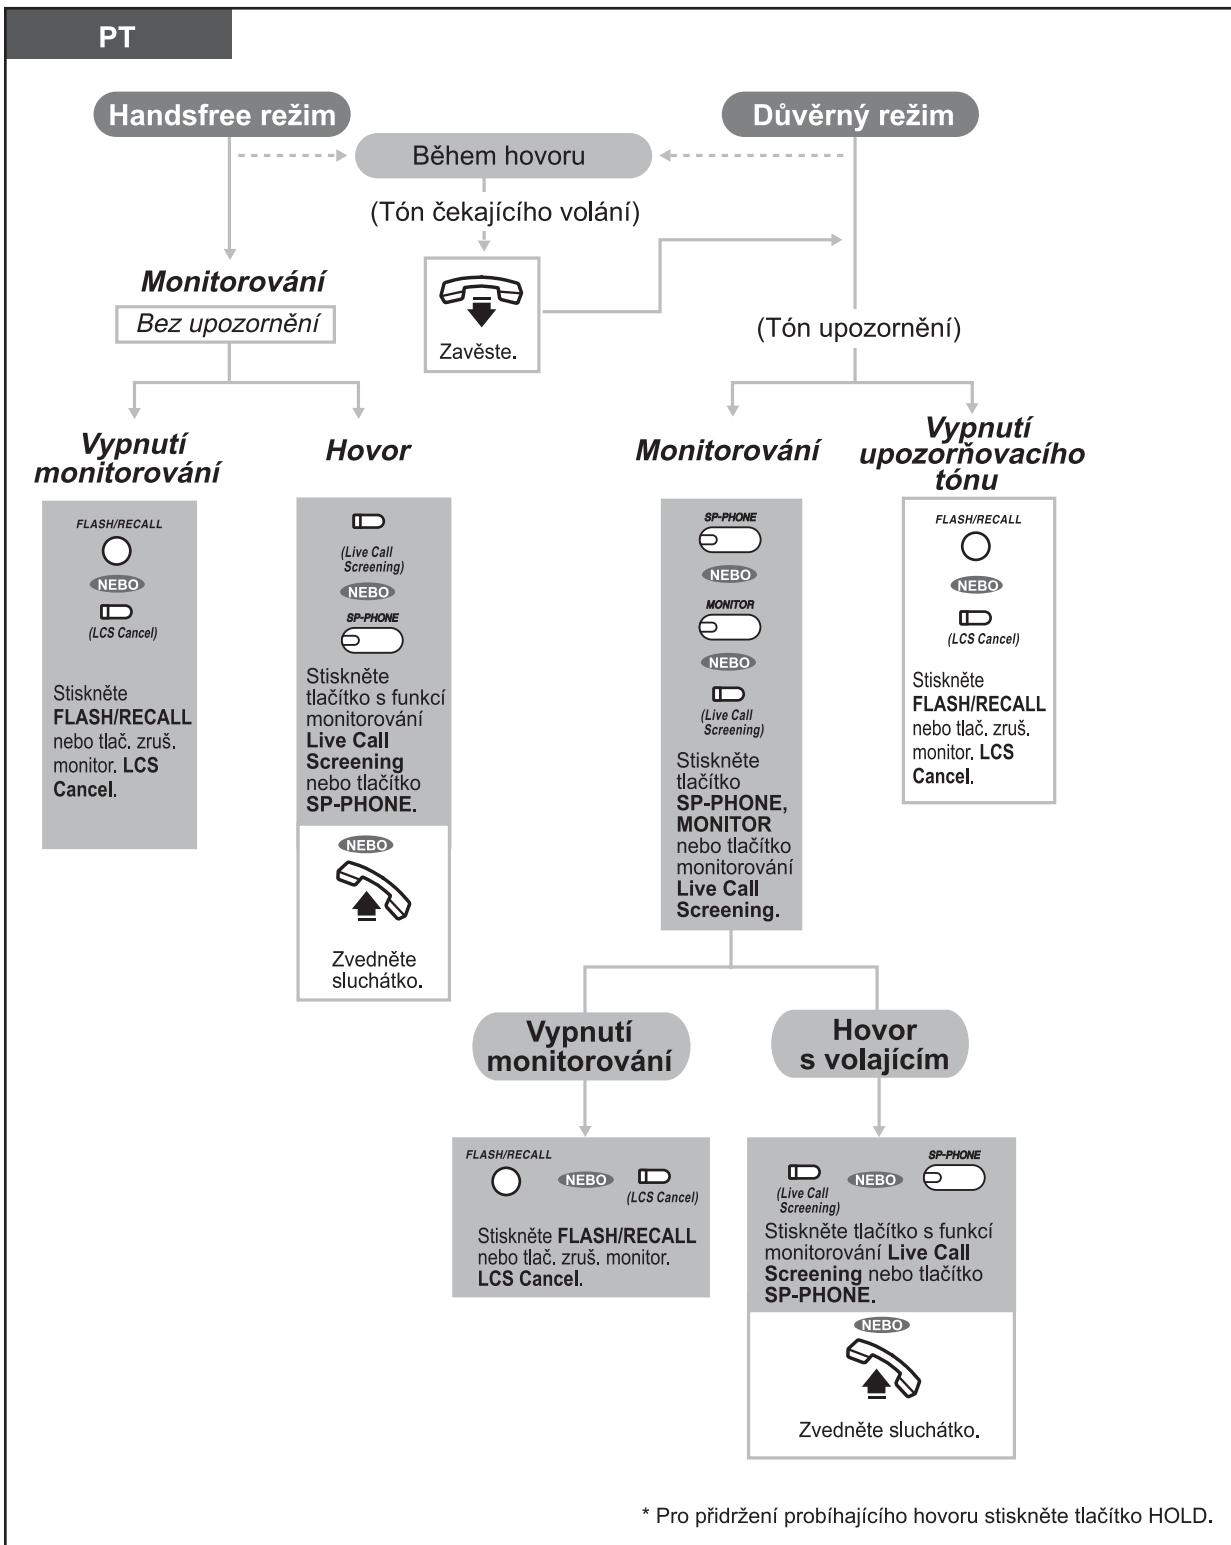 PT
Handsfree režim
Důvěrný režim
Během hovoru
(Tón čekajícího volání)
Monitorování
Bez upozornění
Zavěste.
(Tón upozornění)
Vypnutí
monitorování
FLASH/RECALL
NEBO
(LCS Cancel)
Stiskněte
FLASH/RECALL
nebo tlač. zruš.
monitor. LCS
Cancel.
Hovor
(Live Call
Screening)
NEBO
SP-PHONE
Stiskněte
tlačítko s funkcí
monitorování
Live Call
Screening
nebo tlačítko
SP-PHONE.
NEBO
Zvedněte
sluchátko.
Monitorování
SP-PHONE
NEBO
MONITOR
NEBO
(Live Call
Screening)
Stiskněte
tlačítko
SP-PHONE,
MONITOR
nebo tlačítko
monitorování
Live Call
Screening.
Vypnutí
upozorňovacího
tónu
FLASH/RECALL
NEBO
(LCS Cancel)
Stiskněte
FLASH/RECALL
nebo tlač. zruš.
monitor. LCS
Cancel.
Vypnutí
monitorování
FLASH/RECALL
NEBO
(LCS Cancel)
Stiskněte FLASH/RECALL
nebo tlač. zruš. monitor.
LCS Cancel.
Hovor
s volajícím
(Live Call
Screening)
NEBO
SP-PHONE
Stiskněte tlačítko s funkcí
monitorování Live Call
Screening nebo tlačítko
SP-PHONE.
NEBO
Zvedněte sluchátko.
* Pro přidržení probíhajícího hovoru stiskněte tlačítko HOLD.